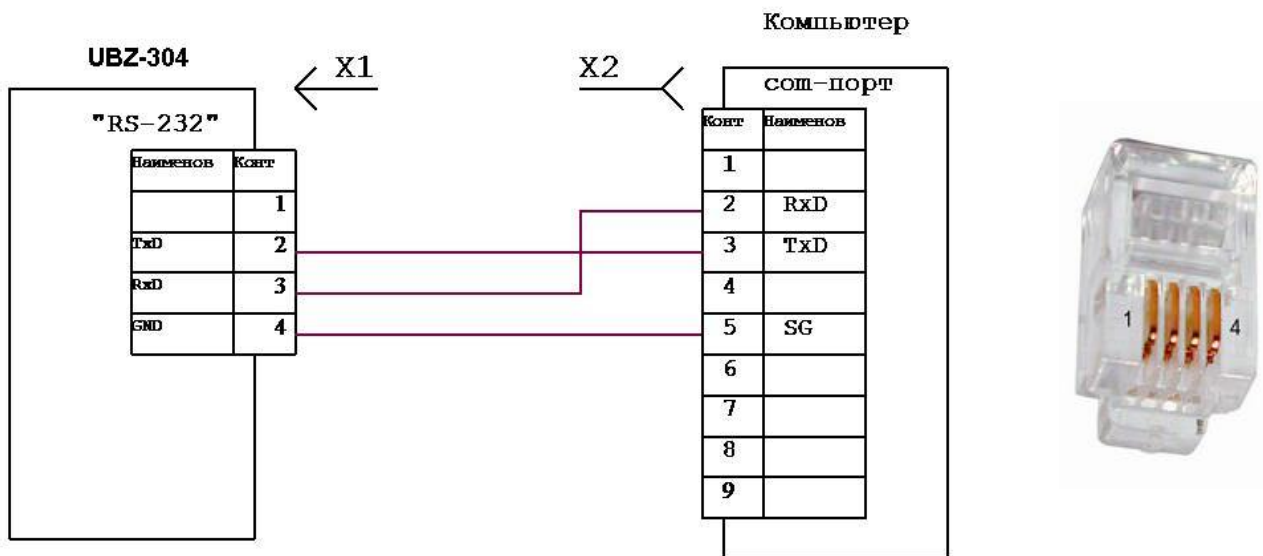 Компьютер
UBZ-304
X1
X2
com-порт
"RS-232"
Конт Наименов
Наименов Конт
1
1
2 RxD
TxD 2
3 TxD
RxD 3
4
GND 4
5 SG
6
7
8
9
1 4